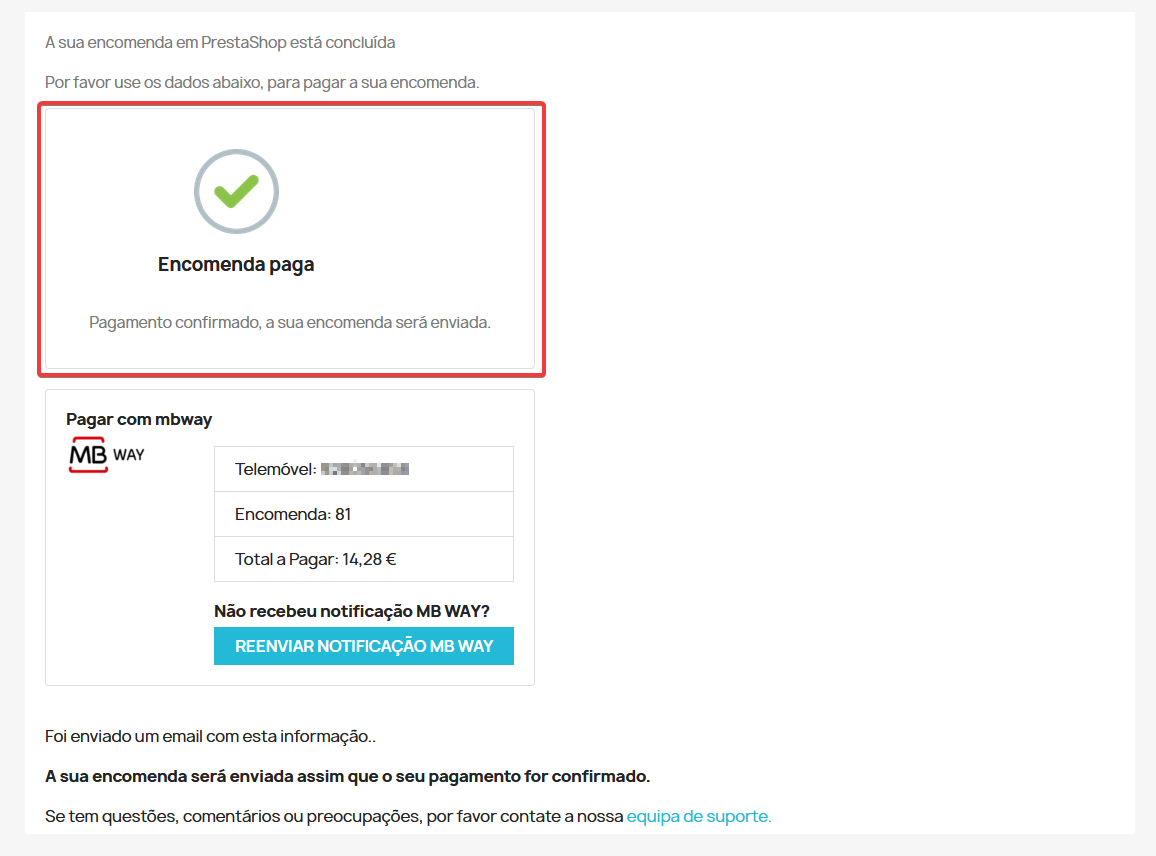 A sua encomenda em PrestaShop está concluída
Por favor use os dados abaixo, para pagar a sua encomenda.
Encomenda paga
Pagamento confirmado, a sua encomenda será enviada.
Pagar com mbway
MB WAY
Telemóvel:
Encomenda: 81
Total a Pagar: 14,28 €
Não recebeu notificação MB WAY?
REENVIAR NOTIFICAÇÃO MB WAY
Foi enviado um email com esta informação..
A sua encomenda será enviada assim que o seu pagamento for confirmado.
Se tem questões, comentários ou preocupações, por favor contate a nossa equipa de suporte.